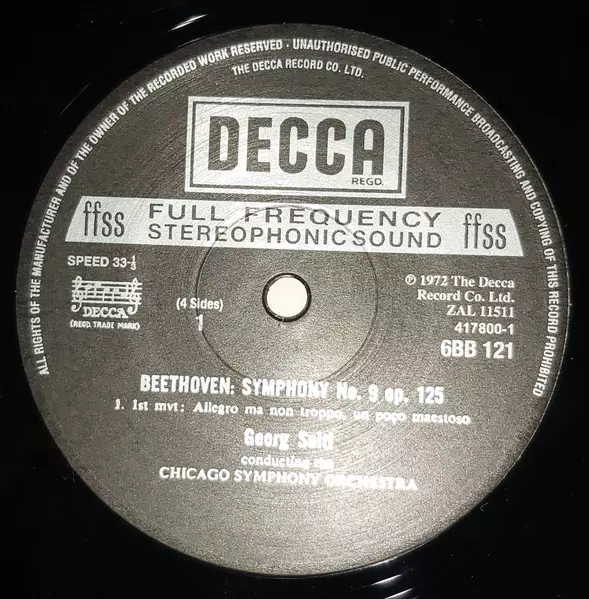 ALL RIGHTS OF THE MANUFACTURER AND OF THE OWNER OF THE RECORDED WORK RESERVED · UNAUTHORISED PUBLIC PERFORMANCE BROADCASTING AND COPYING OF THIS RECORD PROHIBITED
THE DECCA RECORD CO. LTD.
DECCA
REGD.
ffss FULL FREQUENCY STEREOPHONIC SOUND ffss
SPEED 33-⅓
DECCA
(REGD. TRADE MARK)
(4 Sides)
1
℗ 1972 The Decca
Record Co. Ltd.
ZAL 11511
417800-1
6BB 121
BEETHOVEN: SYMPHONY No. 9 op. 125
1. 1st mvt: Allegro ma non troppo, un poço maestoso
Georg Solti
conducting the
CHICAGO SYMPHONY ORCHESTRA